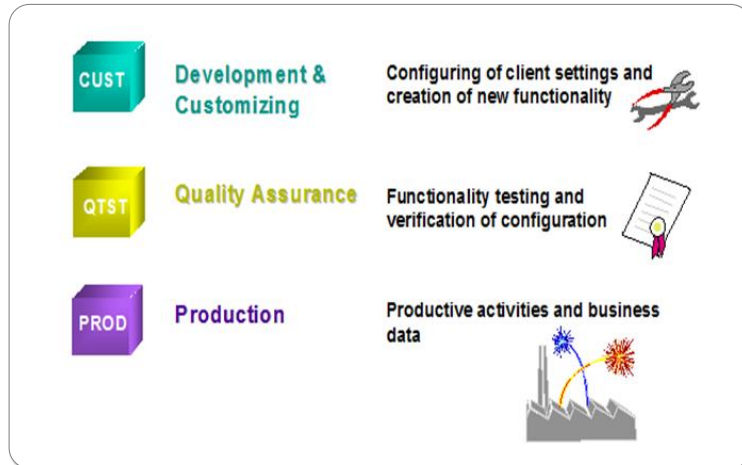 CUST
Development &
Customizing
Configuring of client settings and
creation of new functionality
QTST
Quality Assurance
Functionality testing and
verification of configuration
PROD
Production
Productive activities and business
data